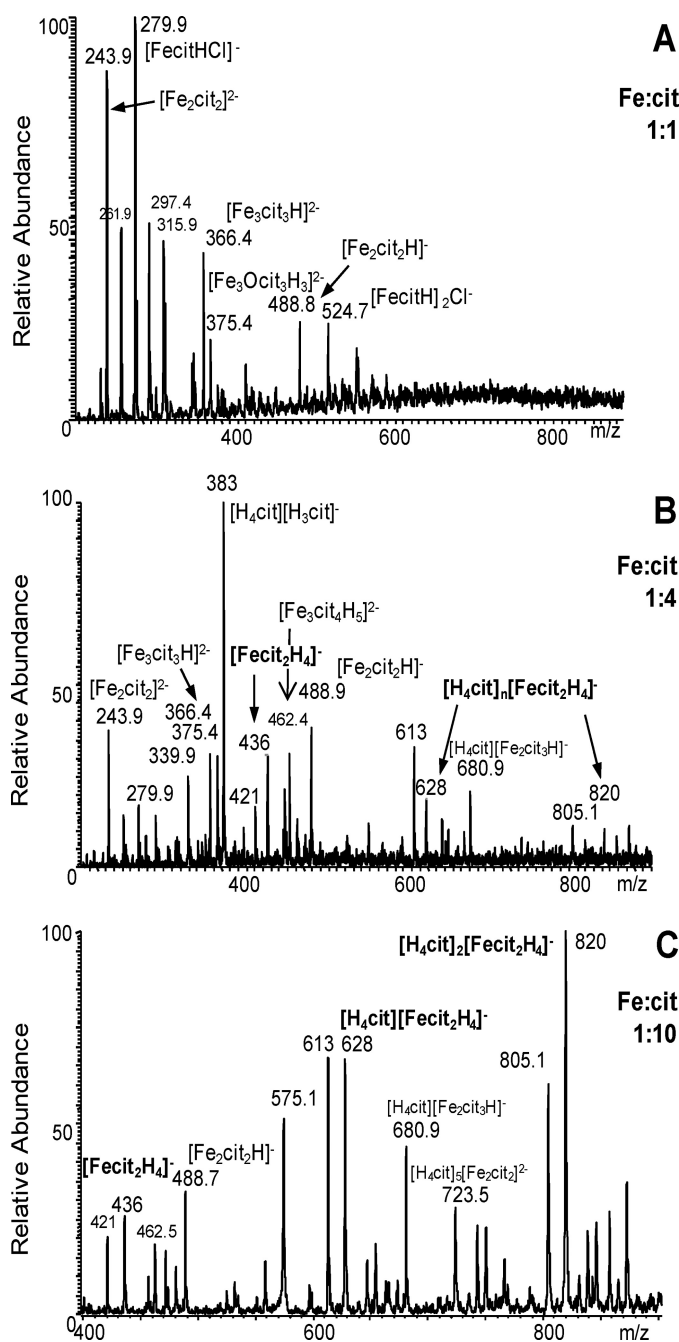 A
Fe:cit
1:1
Relative Abundance
100
50
0
279.9
[FecitHCl]-
243.9
[Fe2cit2]2-
261.9
297.4
315.9
[Fe3cit3H]2-
366.4
[Fe3Ocit3H3]2-
375.4
[Fe2cit2H]-
488.8
524.7
[FecitH]2Cl-
400
600
800
m/z
B
Fe:cit
1:4
Relative Abundance
100
50
0
383
[H4cit][H3cit]-
[Fe3cit4H5]2-
[Fe3cit3H]2-
[Fecit2H4]-
[Fe2cit2]2-
243.9
366.4
375.4
339.9
279.9
421
436
462.4
488.9
[Fe2cit2H]-
[H4cit]n[Fecit2H4]-
613
628
[H4cit][Fe2cit3H]-
680.9
805.1
820
400
600
800
m/z
C
Fe:cit
1:10
Relative Abundance
100
50
0
[H4cit]2[Fecit2H4]-
820
[H4cit][Fecit2H4]-
613
628
805.1
575.1
[H4cit][Fe2cit3H]-
680.9
[Fecit2H4]-
[Fe2cit2H]-
488.7
421
436
462.5
[H4cit]5[Fe2cit2]2-
723.5
400
600
800
m/z